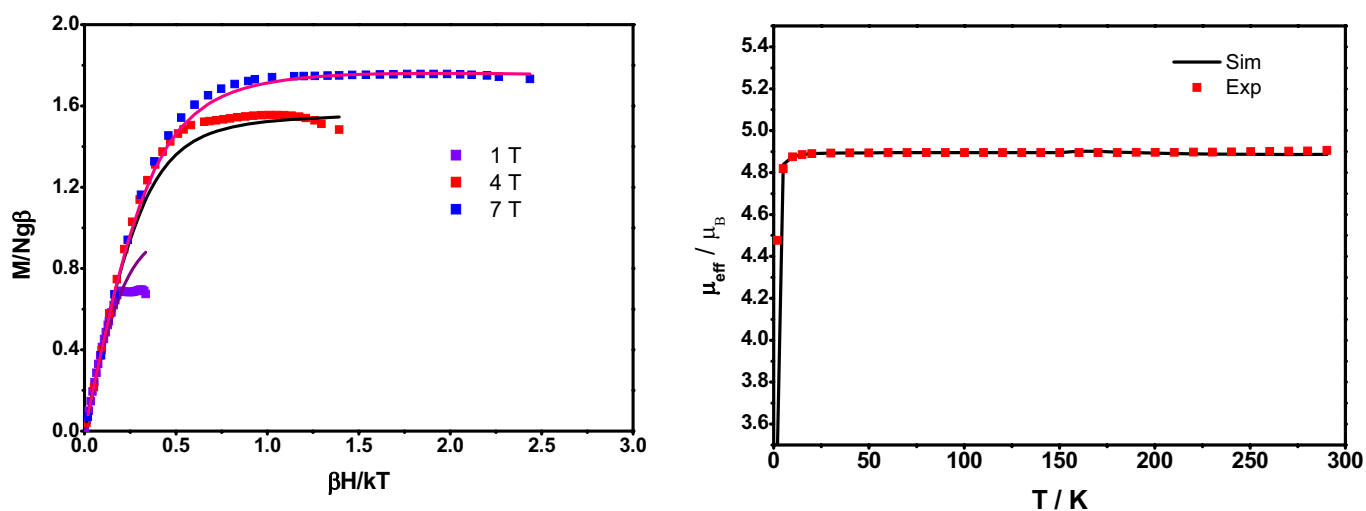 2.0
1.6
1.2
0.8
0.4
0.0
M/Ngβ
1 T
4 T
7 T
0.0 0.5 1.0 1.5 2.0 2.5 3.0
βH/kT
5.4
5.2
5.0
4.8
4.6
4.4
4.2
4.0
3.8
3.6
μeff / μB
Sim
Exp
0 50 100 150 200 250 300
T / K